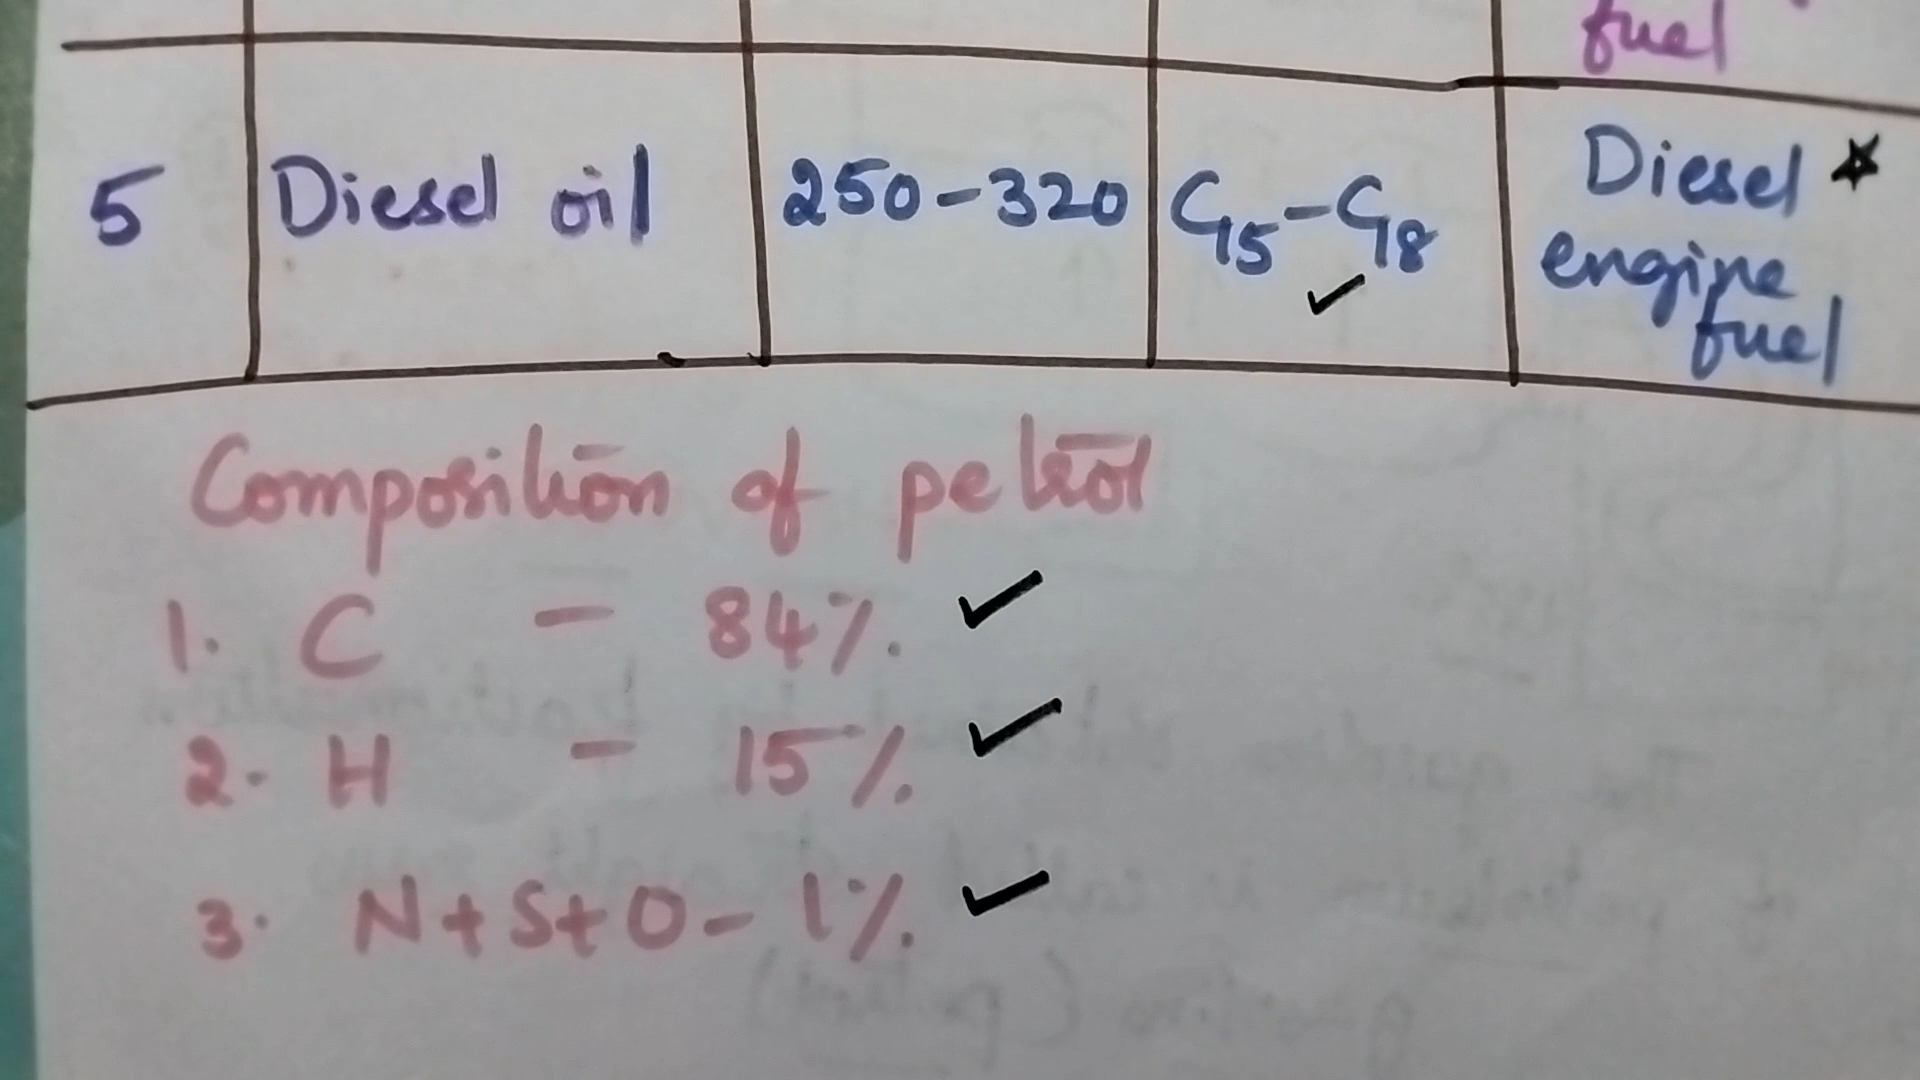 fuel
5 Diesel oil 250-320 C15-C18 Diesel
engine
fuel
Composition of petrol
1. C - 84%.
2. H - 15%.
3. N+S+O- 1%.